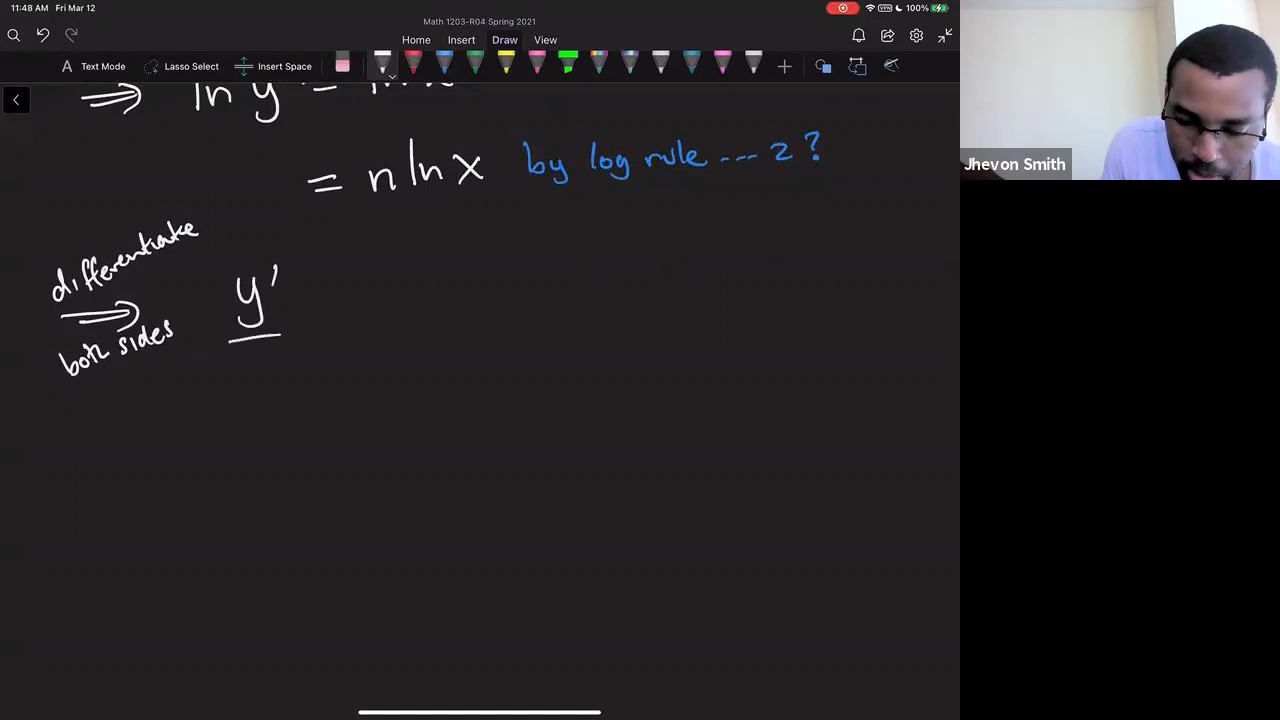 11:48 AM Fri Mar 12
VPN 100%
Math 1203-R04 Spring 2021
Home Insert Draw View
Text Mode Lasso Select Insert Space
⇒ ln y =
= n ln x by log rule --- 2?
differentiate
⇒ y'
both sides
Jhevon Smith